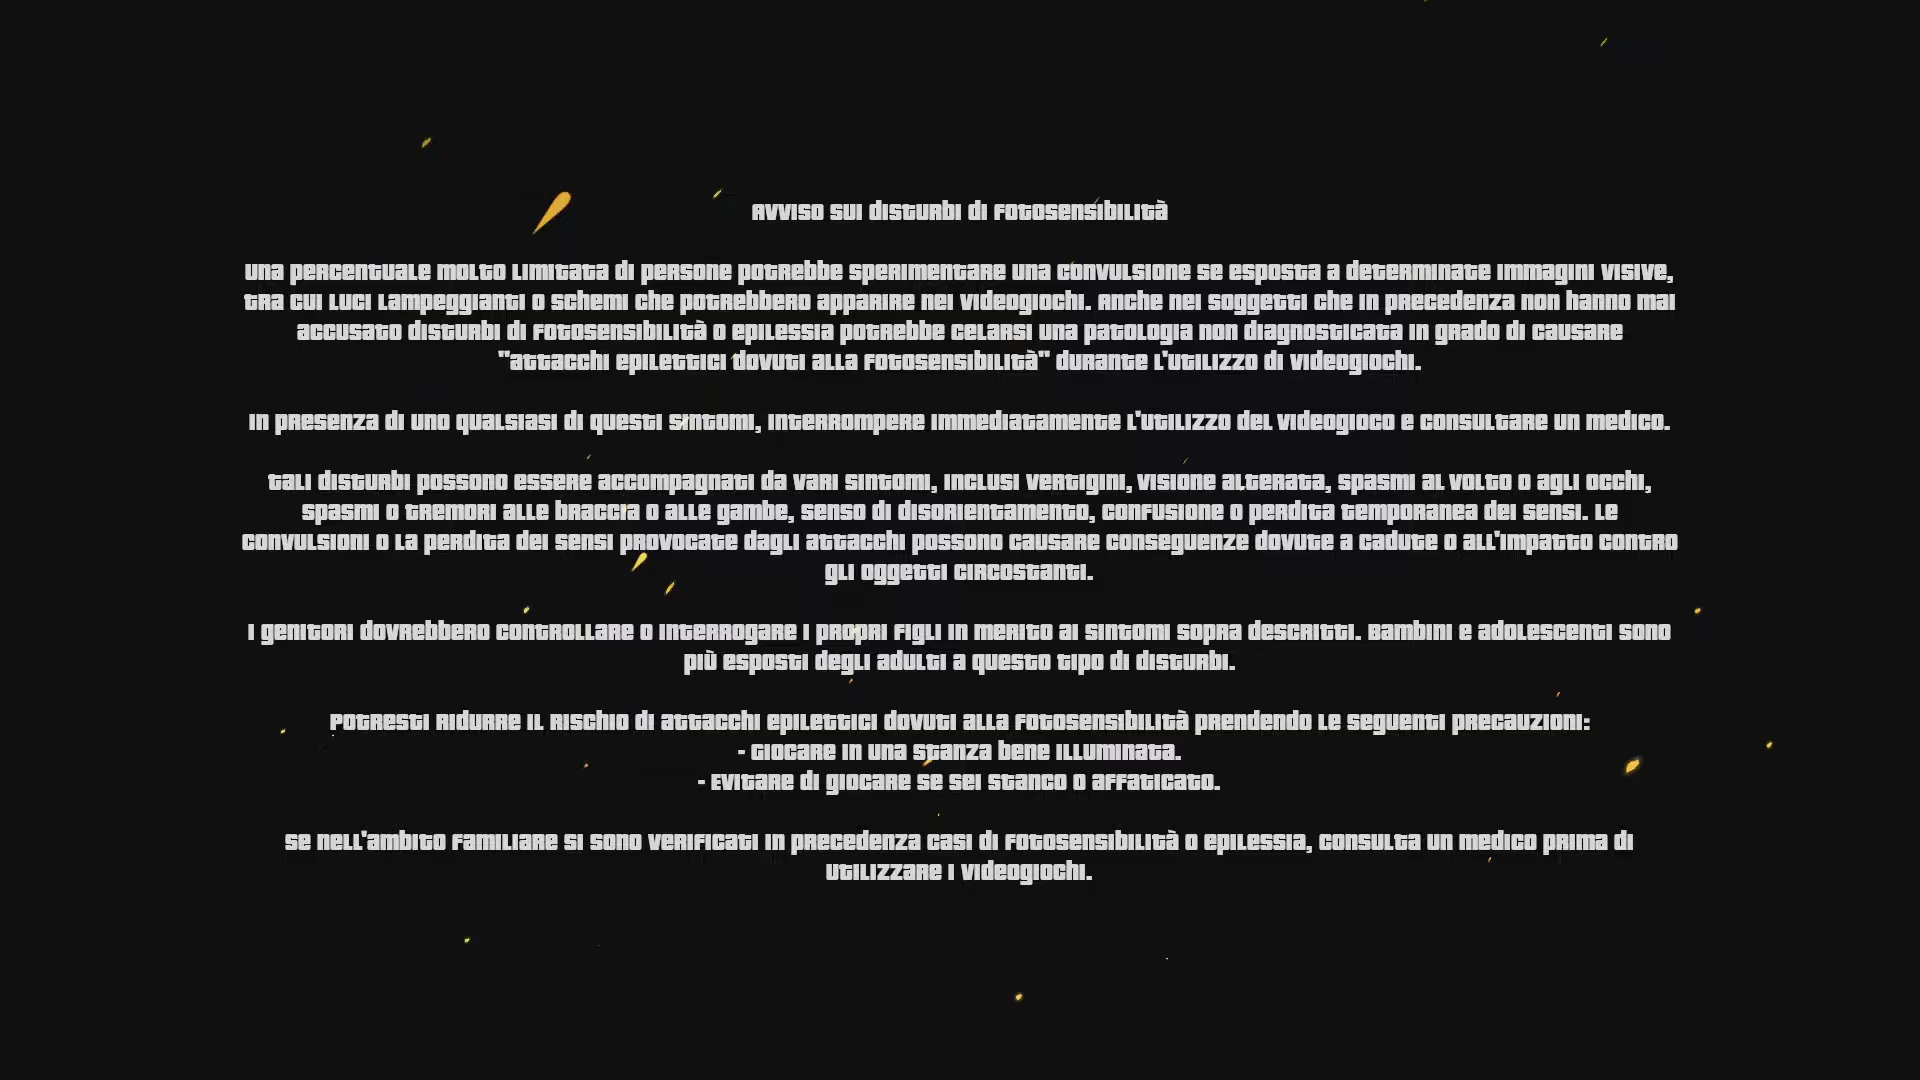 Avviso sui disturbi di fotosensibilità
Una percentuale molto limitata di persone potrebbe sperimentare una convulsione se esposta a determinate immagini visive,
tra cui luci lampeggianti o schemi che potrebbero apparire nei videogiochi. Anche nei soggetti che in precedenza non hanno mai
accusato disturbi di fotosensibilità o epilessia potrebbe celarsi una patologia non diagnosticata in grado di causare
"attacchi epilettici dovuti alla fotosensibilità" durante l'utilizzo di videogiochi.
In presenza di uno qualsiasi di questi sintomi, interrompere immediatamente l'utilizzo del videogioco e consultare un medico.
Tali disturbi possono essere accompagnati da vari sintomi, inclusi vertigini, visione alterata, spasmi al volto o agli occhi,
spasmi o tremori alle braccia o alle gambe, senso di disorientamento, confusione o perdita temporanea dei sensi. Le
convulsioni o la perdita dei sensi provocate dagli attacchi possono causare conseguenze dovute a cadute o all'impatto contro
gli oggetti circostanti.
I genitori dovrebbero controllare o interrogare i propri figli in merito ai sintomi sopra descritti. Bambini e adolescenti sono
più esposti degli adulti a questo tipo di disturbi.
Potresti ridurre il rischio di attacchi epilettici dovuti alla fotosensibilità prendendo le seguenti precauzioni:
- Giocare in una stanza bene illuminata.
- Evitare di giocare se sei stanco o affaticato.
Se nell'ambito familiare si sono verificati in precedenza casi di fotosensibilità o epilessia, consulta un medico prima di
utilizzare i videogiochi.